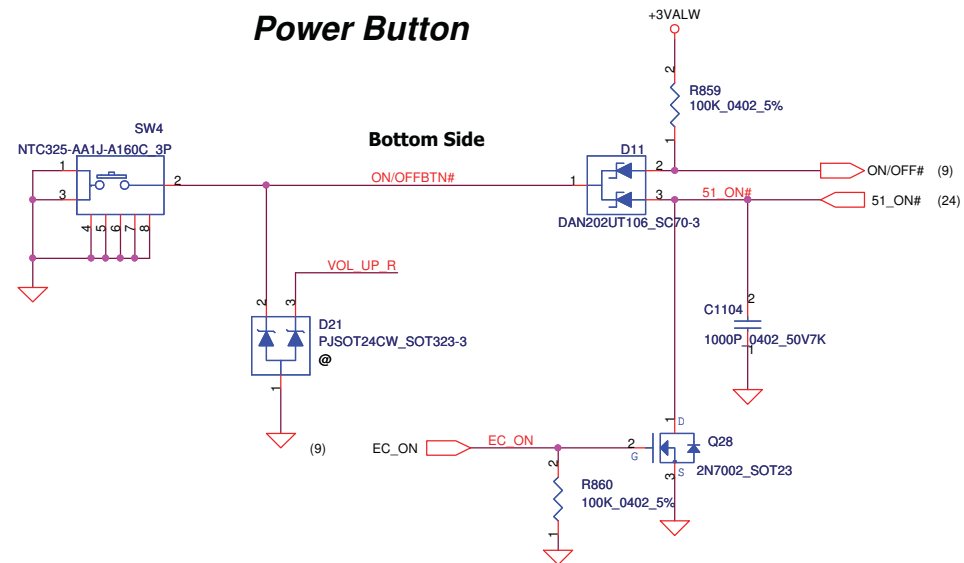 Power Button
+3VALW
2
R859
100K_0402_5%
1
SW4
NTC325-AA1J-A160C_3P
1
2
3
4
5
6
7
8
Bottom Side
ON/OFFBTN#
1
D11
2
3
DAN202UT106_SC70-3
ON/OFF# (9)
51_ON#
51_ON# (24)
VOL_UP_R
2
3
D21
PJSOT24CW_SOT323-3
@
1
C1104
2
1000P_0402_50V7K
1
(9)
EC_ON
EC_ON
2
G
1
D
Q28
2N7002_SOT23
S
3
2
R860
100K_0402_5%
1